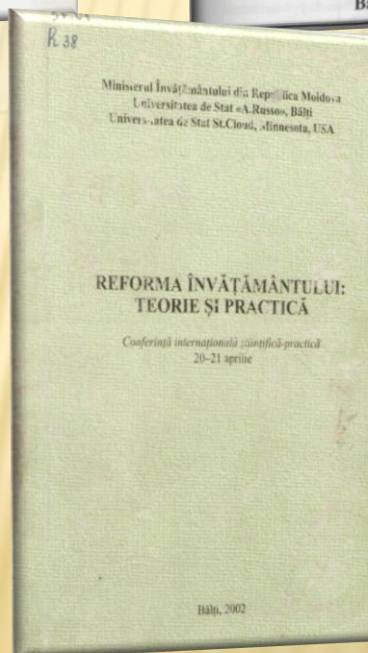 R 38
Ministerul Învățământului din Republica Moldova
Universitatea de Stat «A.Russo», Bălți
Universitatea de Stat St.Cloud, Minnesota, USA
REFORMA ÎNVĂȚĂMÂNTULUI:
TEORIE ȘI PRACTICĂ
Conferință internațională științifică-practică
20–21 aprilie
Bălți, 2002